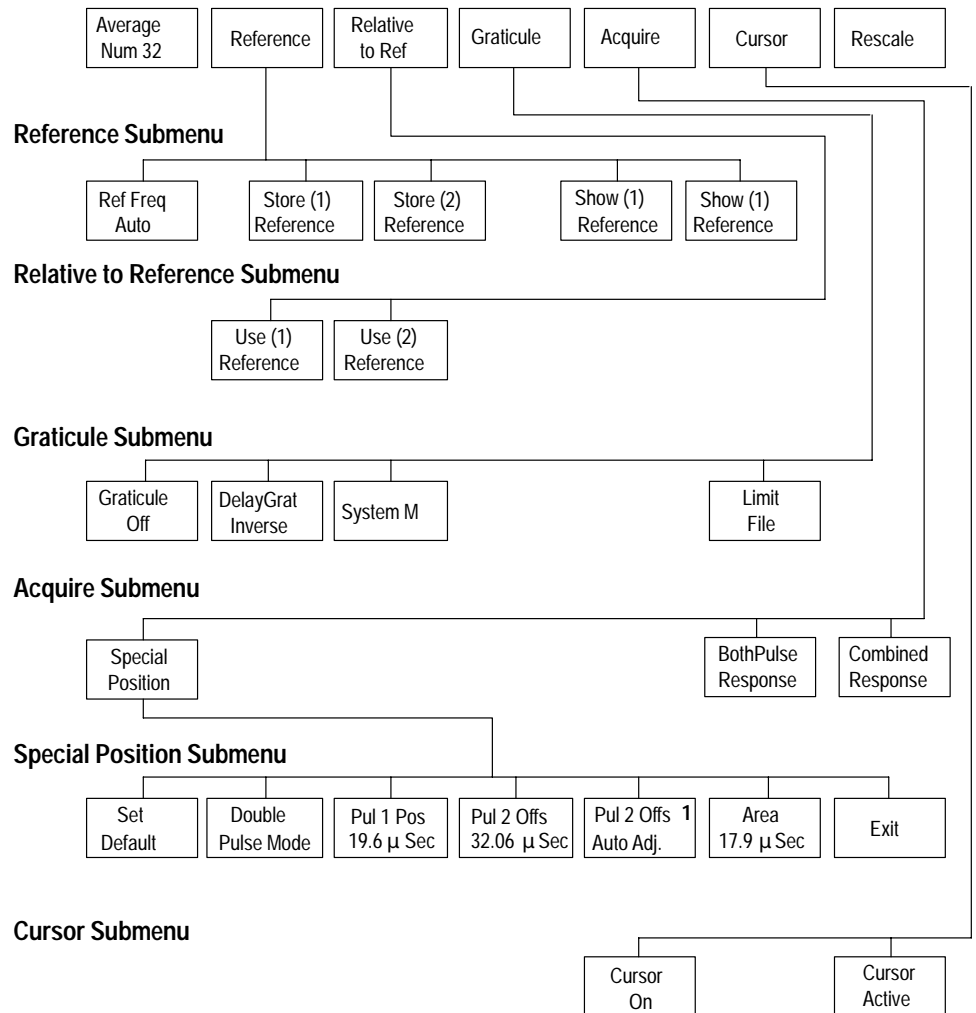 Average
Num 32
Reference
Relative
to Ref
Graticule
Acquire
Cursor
Rescale
Reference Submenu
Ref Freq
Auto
Store (1)
Reference
Store (2)
Reference
Show (1)
Reference
Show (1)
Reference
Relative to Reference Submenu
Use (1)
Reference
Use (2)
Reference
Graticule Submenu
Graticule
Off
DelayGrat
Inverse
System M
Limit
File
Acquire Submenu
Special
Position
BothPulse
Response
Combined
Response
Special Position Submenu
Set
Default
Double
Pulse Mode
Pul 1 Pos
19.6 µ Sec
Pul 2 Offs
32.06 µ Sec
Pul 2 Offs 1
Auto Adj.
Area
17.9 µ Sec
Exit
Cursor Submenu
Cursor
On
Cursor
Active